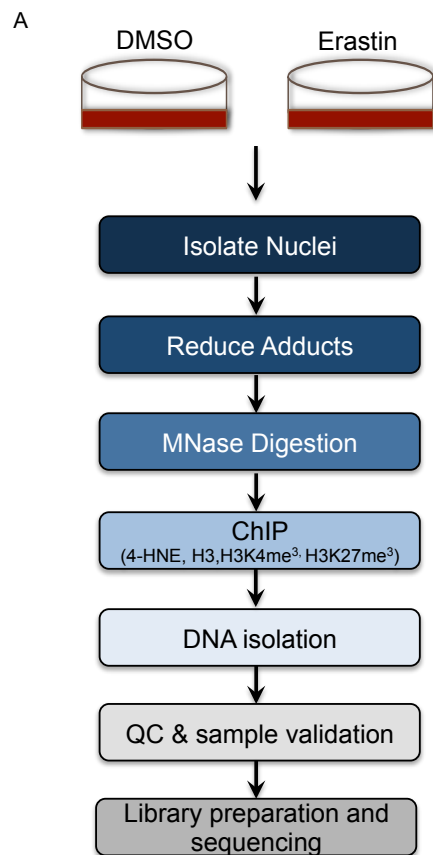 A
DMSO Erastin
Isolate Nuclei
Reduce Adducts
MNase Digestion
ChIP
(4-HNE, H3,H3K4me³, H3K27me³)
DNA isolation
QC & sample validation
Library preparation and
sequencing